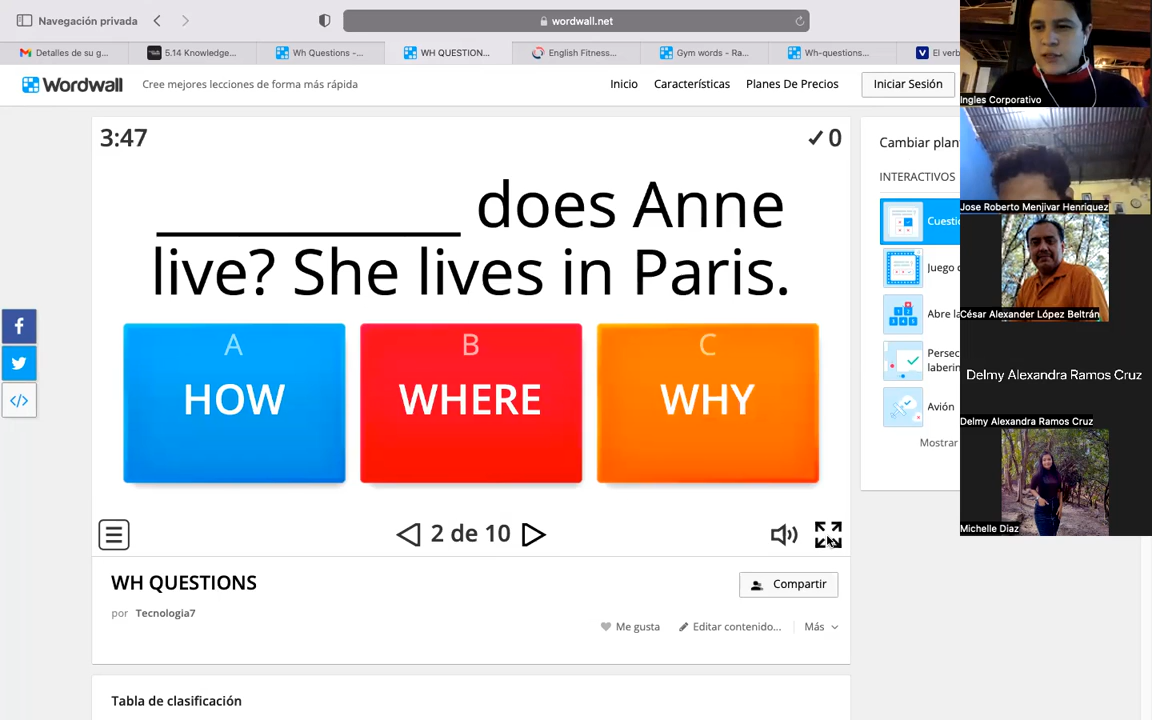 Navegación privada
wordwall.net
Detalles de su g...
5.14 Knowledge...
Wh Questions -...
WH QUESTION...
English Fitness...
Gym words - Ra...
Wh-questions...
El verb
Wordwall
Cree mejores lecciones de forma más rápida
Inicio
Características
Planes De Precios
Iniciar Sesión
3:47
0
____________ does Anne
live? She lives in Paris.
A
HOW
B
WHERE
C
WHY
2 de 10
WH QUESTIONS
por Tecnologia7
Compartir
Me gusta
Editar contenido...
Más
Tabla de clasificación
Cambiar plan
INTERACTIVOS
Cuesti
Juego
Abre la
Persec
laberin
Avión
Mostrar
Ingles Corporativo
Jose Roberto Menjivar Henriquez
César Alexander López Beltrán
Delmy Alexandra Ramos Cruz
Delmy Alexandra Ramos Cruz
Michelle Díaz